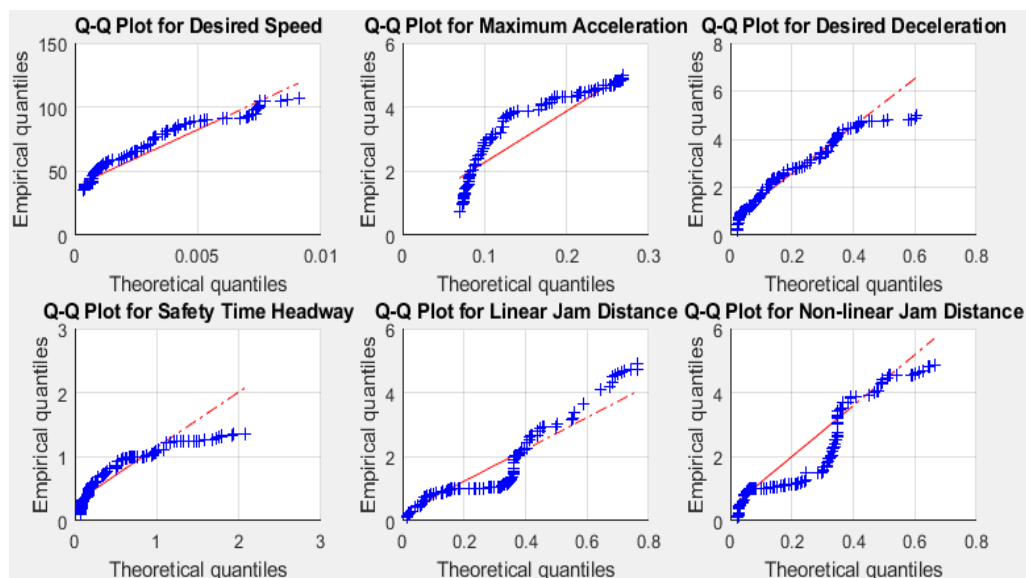 Q-Q Plot for Desired Speed
150
100
50
0
0
0.005
0.01
Empirical quantiles
Theoretical quantiles
Q-Q Plot for Maximum Acceleration
6
4
2
0
0
0.1
0.2
0.3
Empirical quantiles
Theoretical quantiles
Q-Q Plot for Desired Deceleration
8
6
4
2
0
0
0.2
0.4
0.6
0.8
Empirical quantiles
Theoretical quantiles
Q-Q Plot for Safety Time Headway
3
2
1
0
0
1
2
3
Empirical quantiles
Theoretical quantiles
Q-Q Plot for Linear Jam Distance
6
4
2
0
0
0.2
0.4
0.6
0.8
Empirical quantiles
Theoretical quantiles
Q-Q Plot for Non-linear Jam Distance
6
4
2
0
0
0.2
0.4
0.6
0.8
Empirical quantiles
Theoretical quantiles